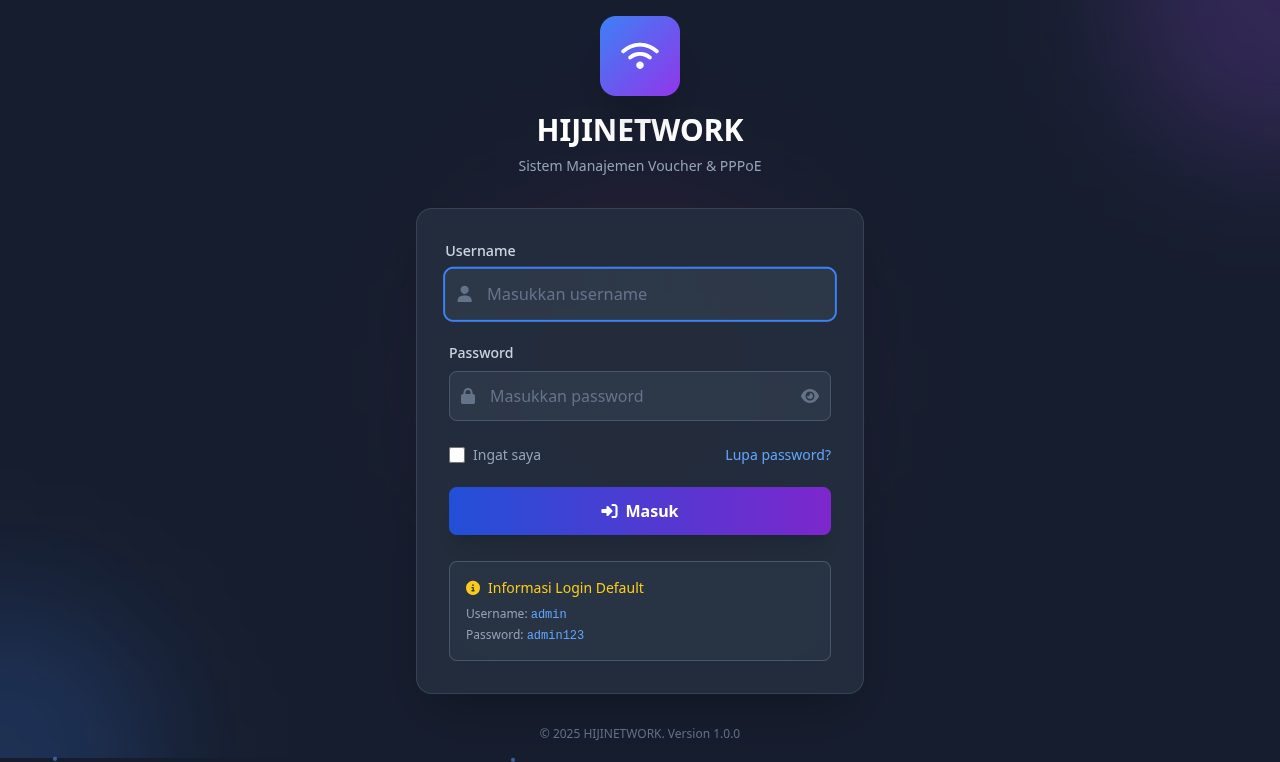 HIJINETWORK
Sistem Manajemen Voucher & PPPoE
Username
Masukkan username
Password
Masukkan password
Ingat saya
Lupa password?
Masuk
Informasi Login Default
Username: admin
Password: admin123
© 2025 HIJINETWORK. Version 1.0.0